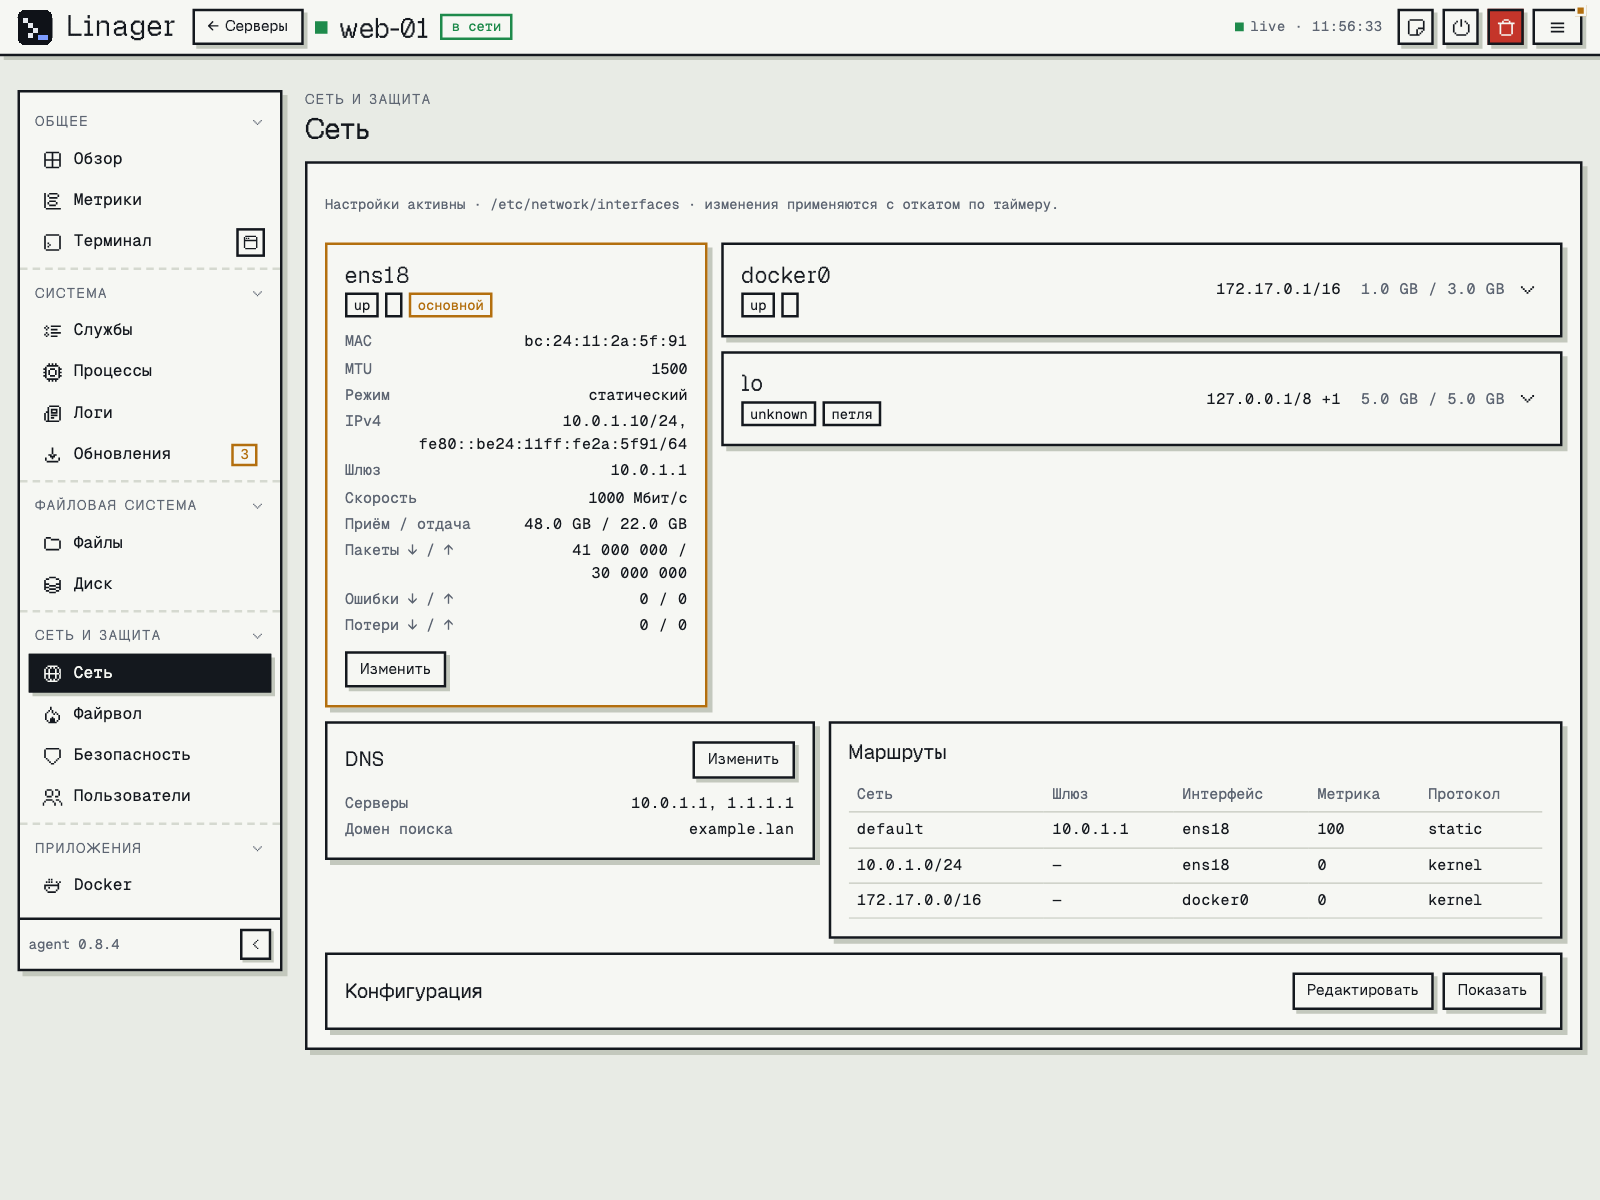 Linager
← Серверы
web-01
в сети
live · 11:56:33
ОБЩЕЕ
Обзор
Метрики
Терминал
СИСТЕМА
Службы
Процессы
Логи
Обновления
3
ФАЙЛОВАЯ СИСТЕМА
Файлы
Диск
СЕТЬ И ЗАЩИТА
Сеть
Файрвол
Безопасность
Пользователи
ПРИЛОЖЕНИЯ
Docker
agent 0.8.4
СЕТЬ И ЗАЩИТА
Сеть
Настройки активны · /etc/network/interfaces · изменения применяются с откатом по таймеру.
ens18
up основной
MAC bc:24:11:2a:5f:91
MTU 1500
Режим статический
IPv4 10.0.1.10/24,
fe80::be24:11ff:fe2a:5f91/64
Шлюз 10.0.1.1
Скорость 1000 Мбит/с
Приём / отдача 48.0 GB / 22.0 GB
Пакеты ↓ / ↑ 41 000 000 /
30 000 000
Ошибки ↓ / ↑ 0 / 0
Потери ↓ / ↑ 0 / 0
Изменить
docker0
up
172.17.0.1/16 1.0 GB / 3.0 GB
lo
unknown петля
127.0.0.1/8 +1 5.0 GB / 5.0 GB
DNS
Изменить
Серверы 10.0.1.1, 1.1.1.1
Домен поиска example.lan
Маршруты
Сеть Шлюз Интерфейс Метрика Протокол
default 10.0.1.1 ens18 100 static
10.0.1.0/24 — ens18 0 kernel
172.17.0.0/16 — docker0 0 kernel
Конфигурация
Редактировать
Показать